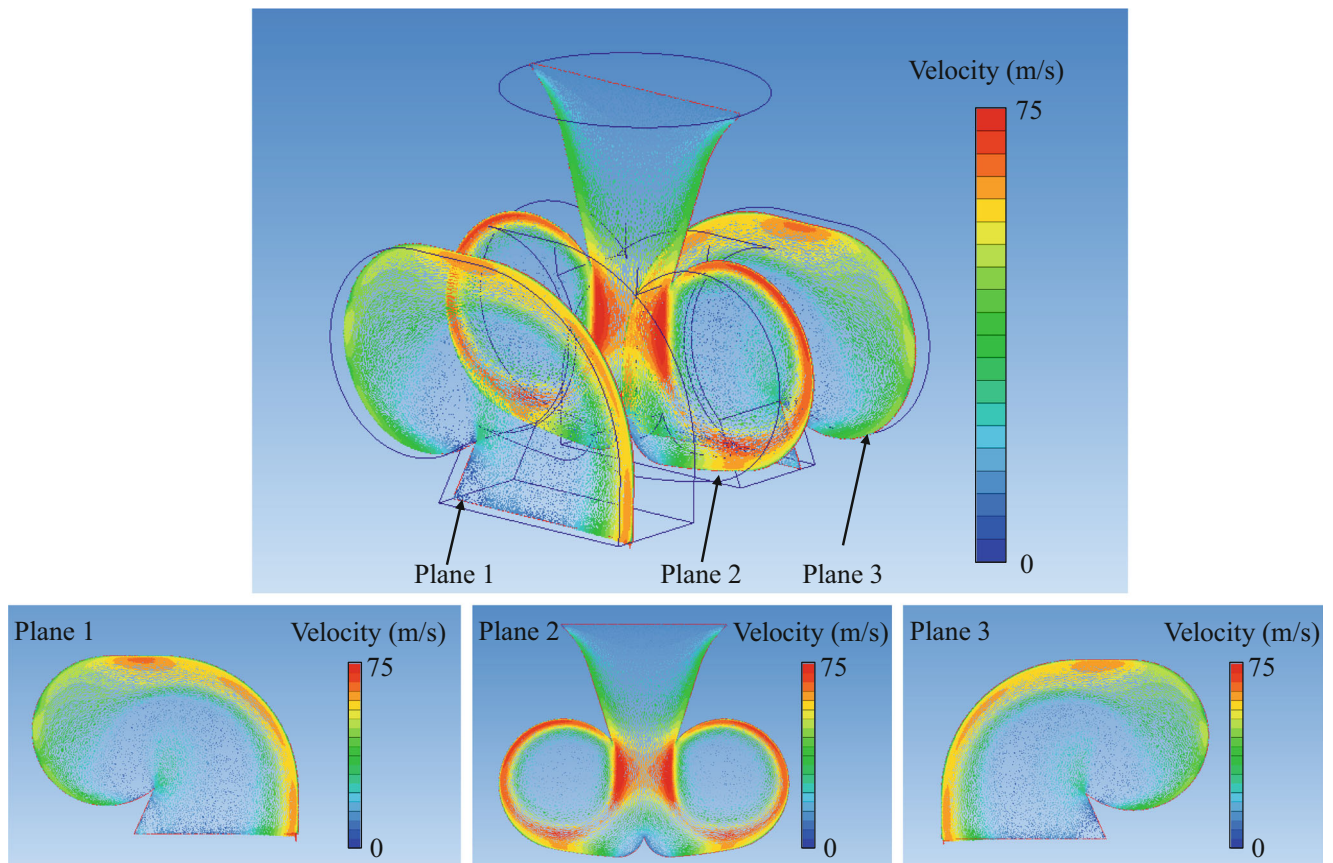 Velocity (m/s)
75
0
Plane 1
Plane 2
Plane 3
Plane 1
Velocity (m/s)
75
0
Plane 2
Velocity (m/s)
75
0
Plane 3
Velocity (m/s)
75
0